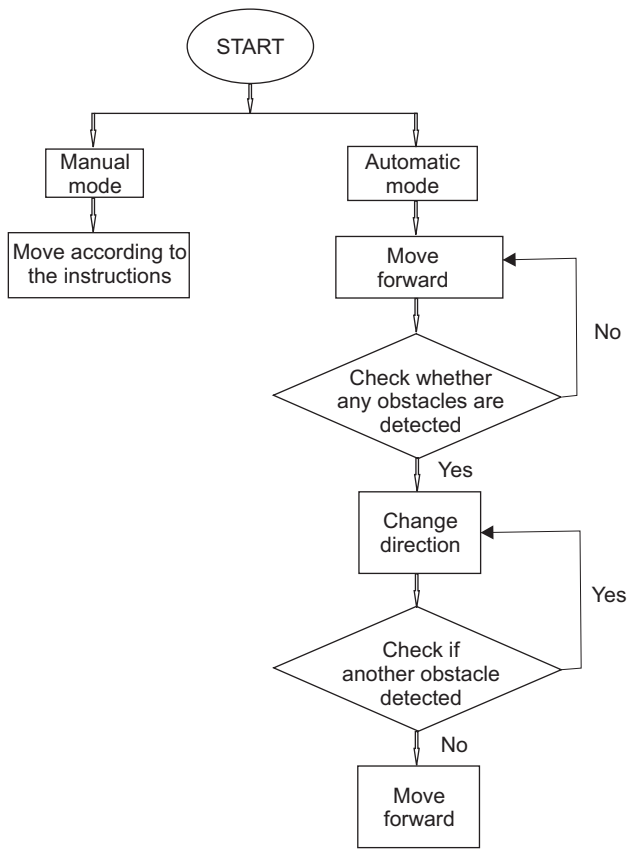 START
Manual
mode
Automatic
mode
Move according to
the instructions
Move
forward
No
Check whether
any obstacles are
detected
Yes
Change
direction
Yes
Check if
another obstacle
detected
No
Move
forward